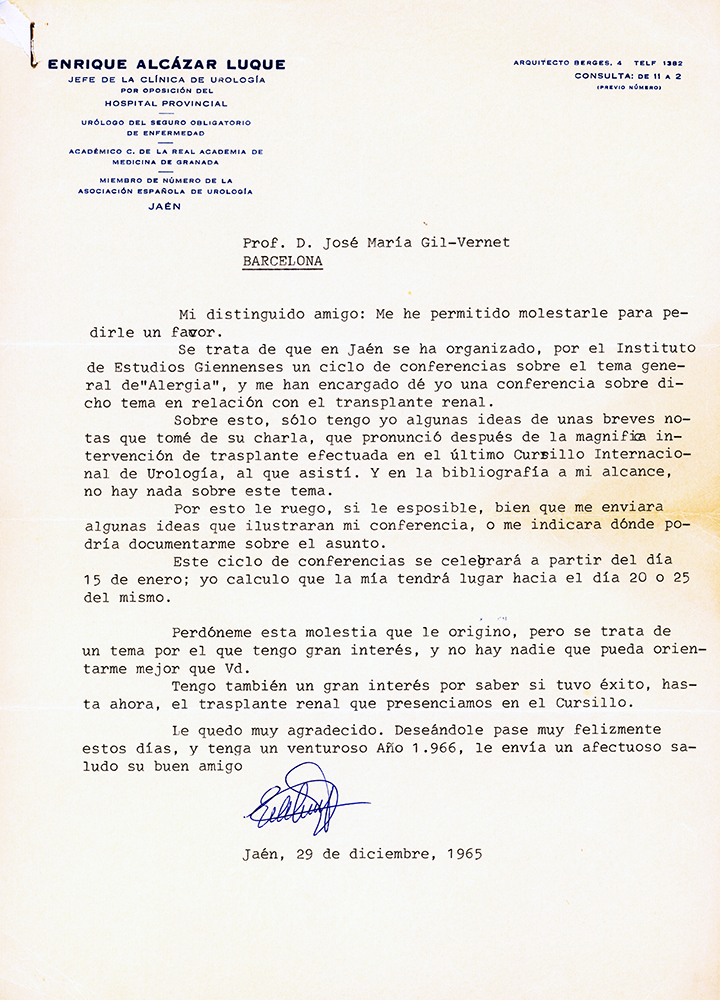 ENRIQUE ALCÁZAR LUQUE
JEFE DE LA CLÍNICA DE UROLOGÍA
POR OPOSICIÓN DEL
HOSPITAL PROVINCIAL
URÓLOGO DEL SEGURO OBLIGATORIO
DE ENFERMEDAD
ACADÉMICO C. DE LA REAL ACADEMIA DE
MEDICINA DE GRANADA
MIEMBRO DE NÚMERO DE LA
ASOCIACIÓN ESPAÑOLA DE UROLOGÍA
JAÉN
ARQUITECTO BERGES, 4 TELF 1382
CONSULTA: DE 11 A 2
(PREVIO NÚMERO)
Prof. D. José María Gil-Vernet
BARCELONA
Mi distinguido amigo: Me he permitido molestarle para pe-
dirle un favor.
Se trata de que en Jaén se ha organizado, por el Instituto
de Estudios Giennenses un ciclo de conferencias sobre el tema gene-
ral de"Alergia", y me han encargado dé yo una conferencia sobre di-
cho tema en relación con el transplante renal.
Sobre esto, sólo tengo yo algunas ideas de unas breves no-
tas que tomé de su charla, que pronunció después de la magnifica in-
tervención de trasplante efectuada en el último Cursillo Internacio-
nal de Urología, al que asistí. Y en la bibliografía a mi alcance,
no hay nada sobre este tema.
Por esto le ruego, si le esposible, bien que me enviara
algunas ideas que ilustraran mi conferencia, o me indicara dónde po-
dría documentarme sobre el asunto.
Este ciclo de conferencias se celebrará a partir del día
15 de enero; yo calculo que la mía tendrá lugar hacia el día 20 o 25
del mismo.
Perdóneme esta molestia que le origino, pero se trata de
un tema por el que tengo gran interés, y no hay nadie que pueda orien-
tarme mejor que Vd.
Tengo también un gran interés por saber si tuvo éxito, has-
ta ahora, el trasplante renal que presenciamos en el Cursillo.
Le quedo muy agradecido. Deseándole pase muy felizmente
estos días, y tenga un venturoso Año 1.966, le envía un afectuoso sa-
ludo su buen amigo
Jaén, 29 de diciembre, 1965